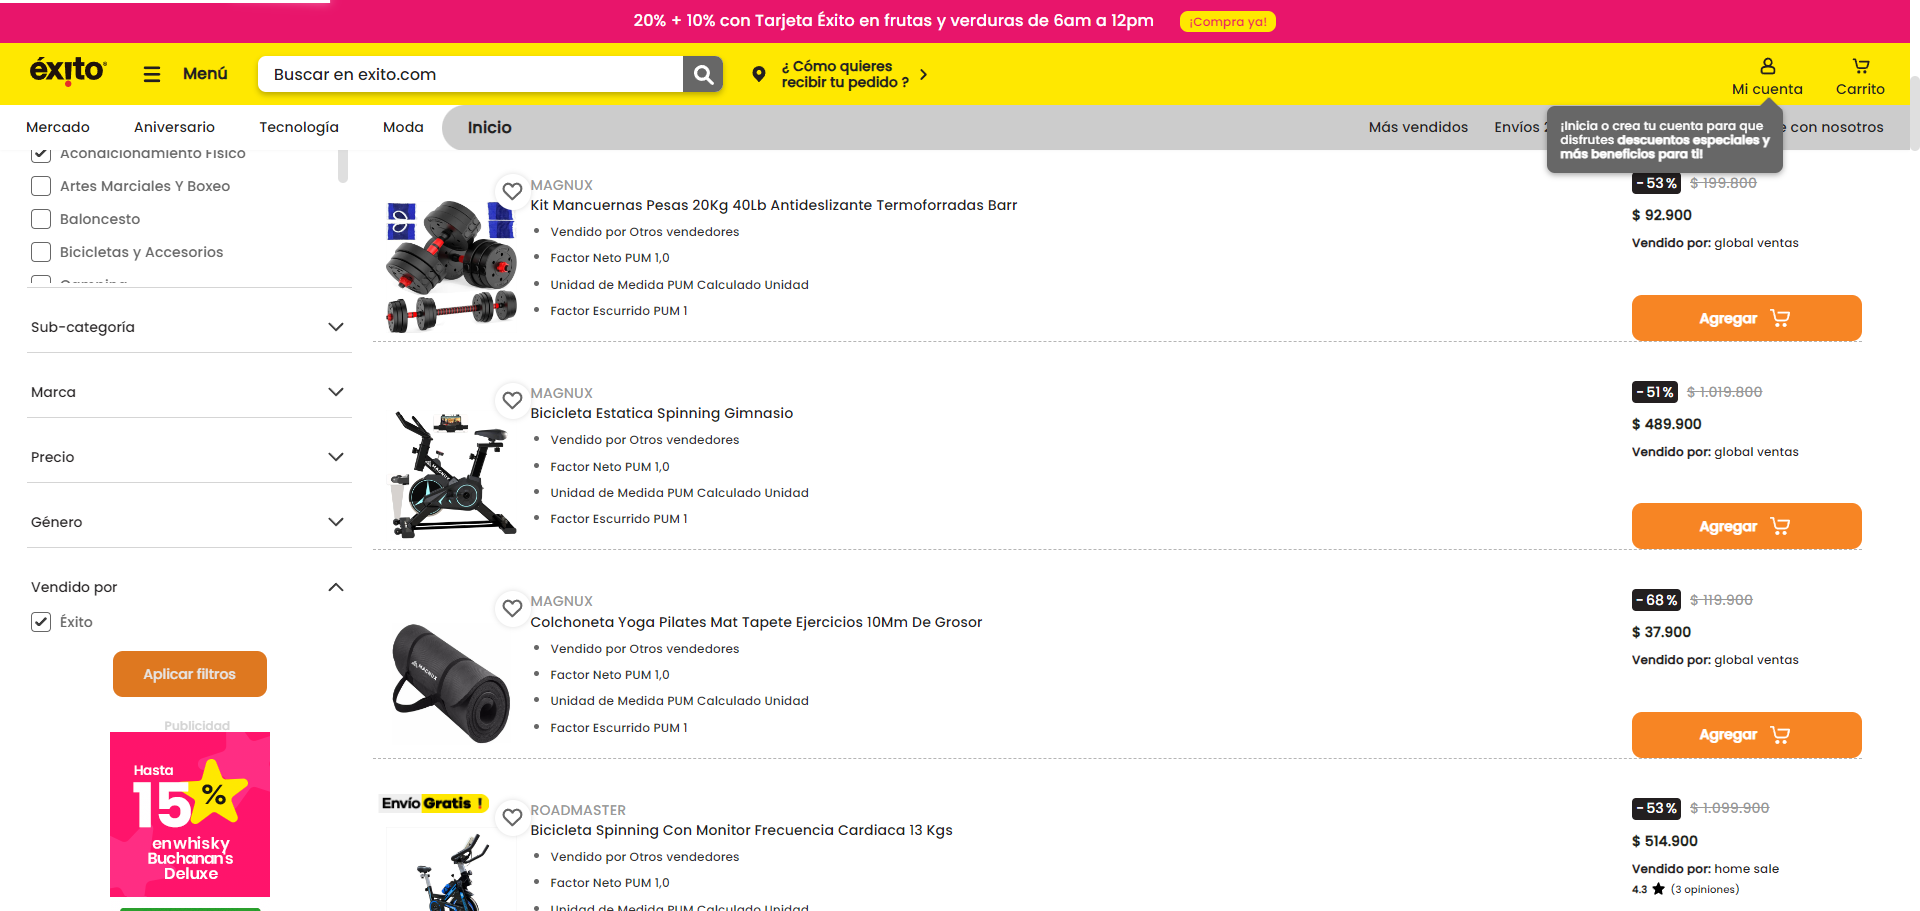 20% + 10% con Tarjeta Éxito en frutas y verduras de 6am a 12pm
¡Compra ya!
éxito
Menú
Buscar en exito.com
¿ Cómo quieres
recibir tu pedido ?
Mi cuenta
Carrito
Mercado
Aniversario
Tecnología
Moda
Inicio
Más vendidos
Envíos
con nosotros
¡Inicia o crea tu cuenta para que
disfrutes descuentos especiales y
más beneficios para ti!
Acondicionamiento Físico
Artes Marciales Y Boxeo
Baloncesto
Bicicletas y Accesorios
Sub-categoría
Marca
Precio
Género
Vendido por
Éxito
Aplicar filtros
Publicidad
Hasta
15%
en whisky
Buchanan's
Deluxe
MAGNUX
Kit Mancuernas Pesas 20Kg 40Lb Antideslizante Termoforradas Barr
Vendido por Otros vendedores
Factor Neto PUM 1,0
Unidad de Medida PUM Calculado Unidad
Factor Escurrido PUM 1
- 53 %
$ 199.800
$ 92.900
Vendido por: global ventas
Agregar
MAGNUX
Bicicleta Estatica Spinning Gimnasio
Vendido por Otros vendedores
Factor Neto PUM 1,0
Unidad de Medida PUM Calculado Unidad
Factor Escurrido PUM 1
- 51 %
$ 1.019.800
$ 489.900
Vendido por: global ventas
Agregar
MAGNUX
MAGNUX
Colchoneta Yoga Pilates Mat Tapete Ejercicios 10Mm De Grosor
Vendido por Otros vendedores
Factor Neto PUM 1,0
Unidad de Medida PUM Calculado Unidad
Factor Escurrido PUM 1
- 68 %
$ 119.900
$ 37.900
Vendido por: global ventas
Agregar
Envío Gratis !
ROADMASTER
Bicicleta Spinning Con Monitor Frecuencia Cardiaca 13 Kgs
Vendido por Otros vendedores
Factor Neto PUM 1,0
Unidad de Medida PUM Calculado Unidad
- 53 %
$ 1.099.900
$ 514.900
Vendido por: home sale
4.3 ★ (3 opiniones)